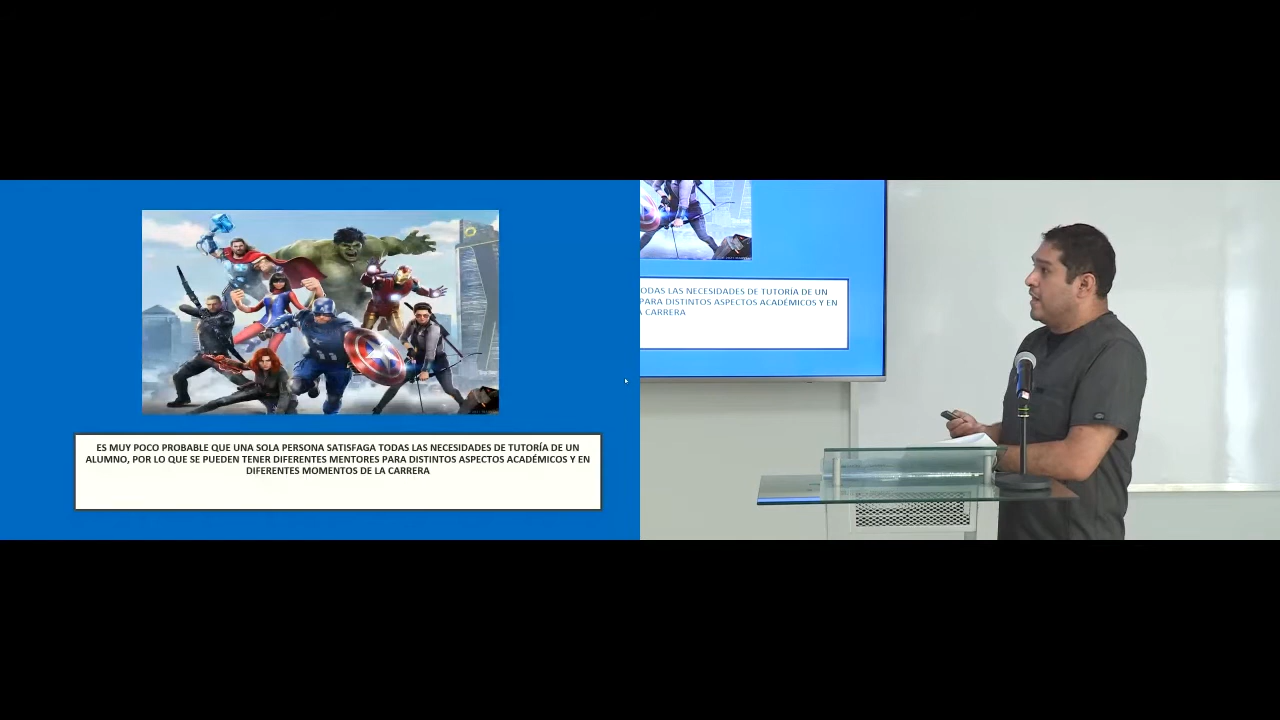 ES MUY POCO PROBABLE QUE UNA SOLA PERSONA SATISFAGA TODAS LAS NECESIDADES DE TUTORÍA DE UN
ALUMNO, POR LO QUE SE PUEDEN TENER DIFERENTES MENTORES PARA DISTINTOS ASPECTOS ACADÉMICOS Y EN
DIFERENTES MOMENTOS DE LA CARRERA
ODAS LAS NECESIDADES DE TUTORÍA DE UN
PARA DISTINTOS ASPECTOS ACADÉMICOS Y EN
A CARRERA